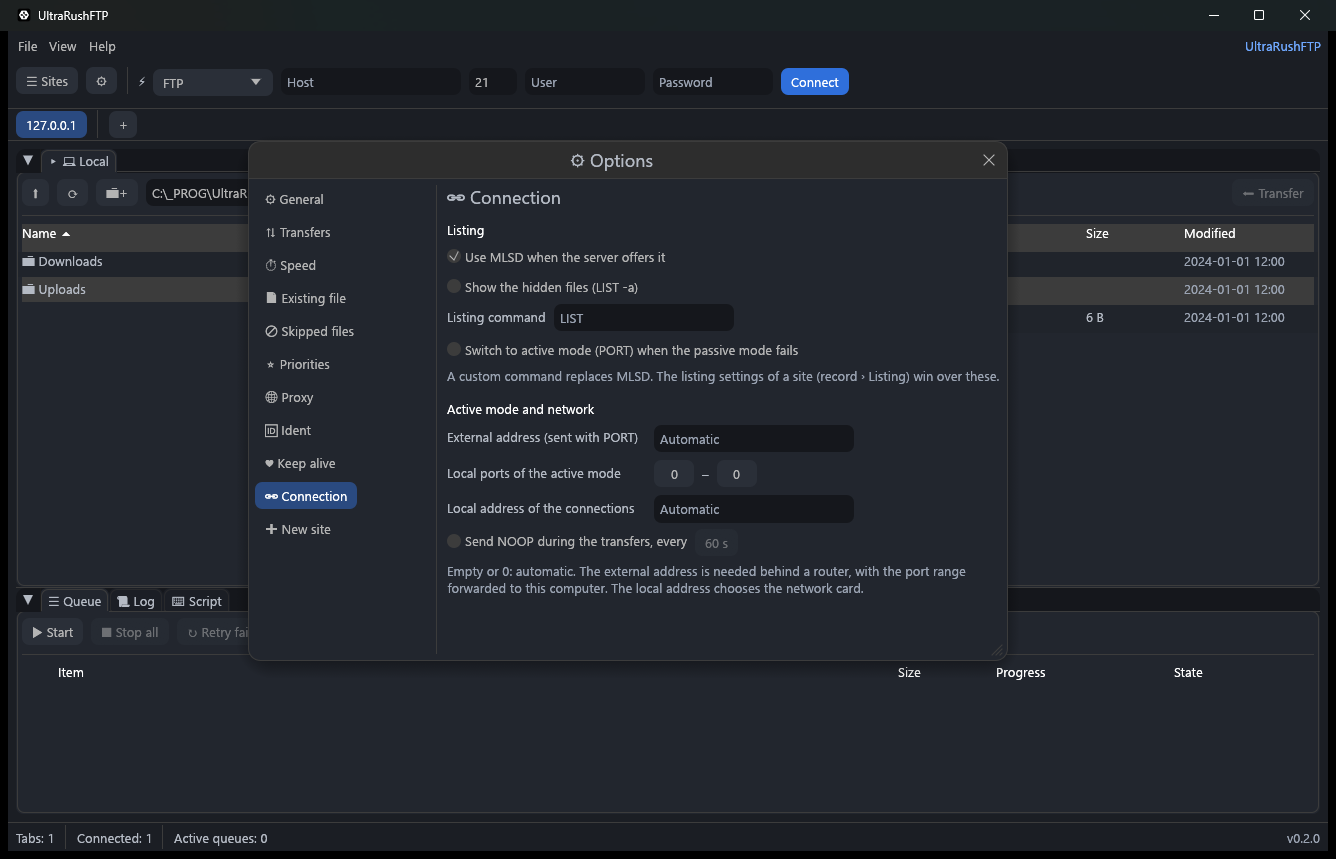 UltraRushFTP
File View Help UltraRushFTP
Sites FTP Host 21 User Password Connect
127.0.0.1 +
Local
C:\_PROG\UltraR Transfer
Name Size Modified
Downloads 2024-01-01 12:00
Uploads 2024-01-01 12:00
6 B 2024-01-01 12:00
Options
General
Transfers
Speed
Existing file
Skipped files
Priorities
Proxy
Ident
Keep alive
Connection
New site
Connection
Listing
Use MLSD when the server offers it
Show the hidden files (LIST -a)
Listing command LIST
Switch to active mode (PORT) when the passive mode fails
A custom command replaces MLSD. The listing settings of a site (record › Listing) win over these.
Active mode and network
External address (sent with PORT) Automatic
Local ports of the active mode 0 – 0
Local address of the connections Automatic
Send NOOP during the transfers, every 60 s
Empty or 0: automatic. The external address is needed behind a router, with the port range
forwarded to this computer. The local address chooses the network card.
Queue Log Script
Start Stop all Retry fai
Item Size Progress State
Tabs: 1 Connected: 1 Active queues: 0 v0.2.0